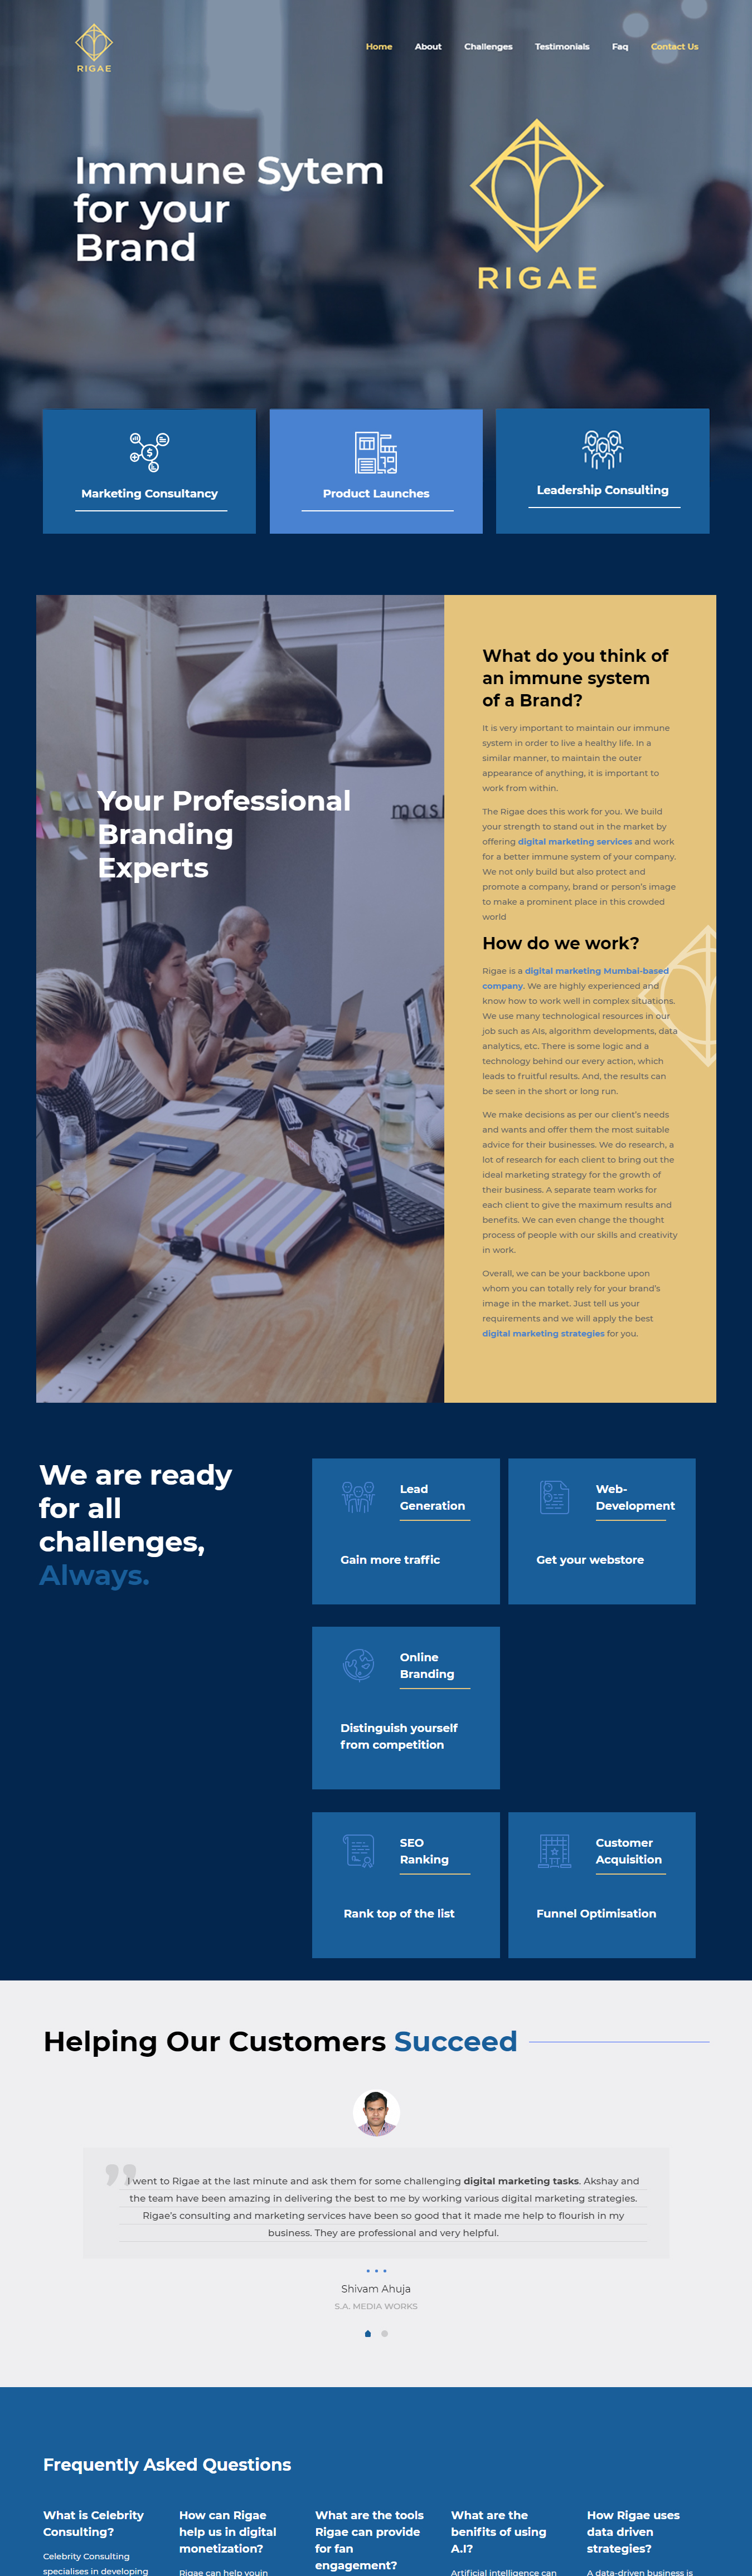 RIGAE
Home
About
Challenges
Testimonials
Faq
Contact Us
Immune Sytem
for your
Brand
RIGAE
Marketing Consultancy
Product Launches
Leadership Consulting
Your Professional
Branding
Experts
What do you think of
an immune system
of a Brand?
It is very important to maintain our immune
system in order to live a healthy life. In a
similar manner, to maintain the outer
appearance of anything, it is important to
work from within.
The Rigae does this work for you. We build
your strength to stand out in the market by
offering digital marketing services and work
for a better immune system of your company.
We not only build but also protect and
promote a company, brand or person's image
to make a prominent place in this crowded
world
How do we work?
Rigae is a digital marketing Mumbai-based
company. We are highly experienced and
know how to work well in complex situations.
We use many technological resources in our
job such as AIs, algorithm developments, data
analytics, etc. There is some logic and a
technology behind our every action, which
leads to fruitful results. And, the results can
be seen in the short or long run.
We make decisions as per our client's needs
and wants and offer them the most suitable
advice for their businesses. We do research, a
lot of research for each client to bring out the
ideal marketing strategy for the growth of
their business. A separate team works for
each client to give the maximum results and
benefits. We can even change the thought
process of people with our skills and creativity
in work.
Overall, we can be your backbone upon
whom you can totally rely for your brand's
image in the market. Just tell us your
requirements and we will apply the best
digital marketing strategies for you.
We are ready
for all
challenges,
Always.
Lead
Generation
Gain more traffic
Web-
Development
Get your webstore
Online
Branding
Distinguish yourself
from competition
SEO
Ranking
Rank top of the list
Customer
Acquisition
Funnel Optimisation
Helping Our Customers Succeed
I went to Rigae at the last minute and ask them for some challenging digital marketing tasks. Akshay and
the team have been amazing in delivering the best to me by working various digital marketing strategies.
Rigae's consulting and marketing services have been so good that it made me help to flourish in my
business. They are professional and very helpful.
Shivam Ahuja
S.A. MEDIA WORKS
Frequently Asked Questions
What is Celebrity
Consulting?
Celebrity Consulting
specialises in developing
How can Rigae
help us in digital
monetization?
Rigae can help youin
What are the tools
Rigae can provide
for fan
engagement?
What are the
benifits of using
A.I?
Artificial intelligence can
How Rigae uses
data driven
strategies?
A data-driven business is